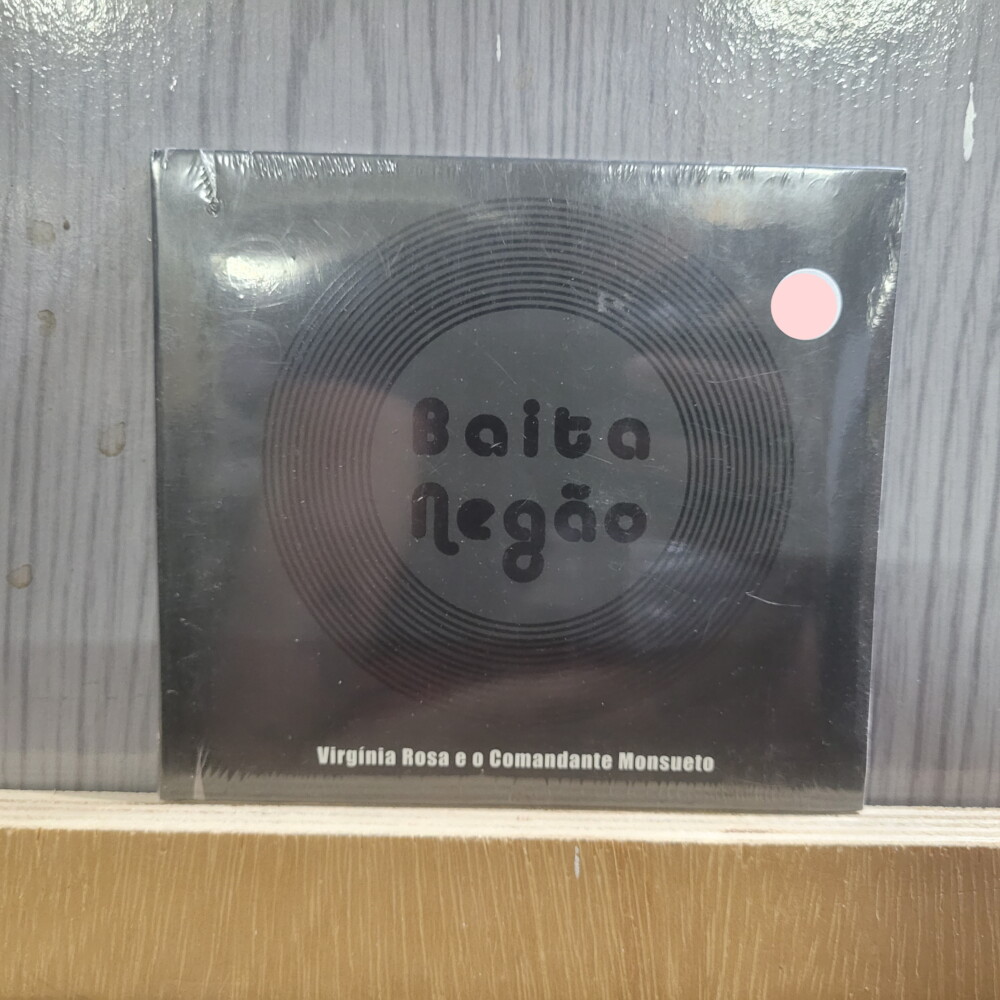 Baita
Negão
Virgínia Rosa e o Comandante Monsueto